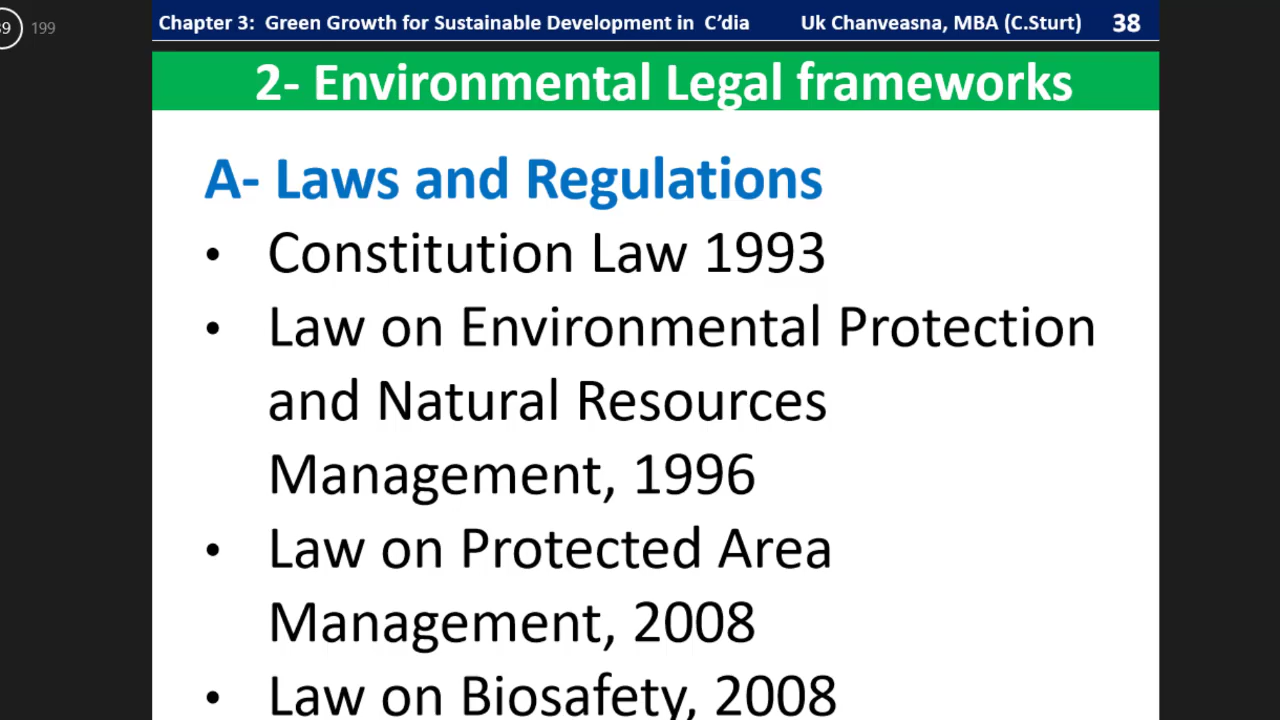 39 199
Chapter 3: Green Growth for Sustainable Development in C'dia Uk Chanveasna, MBA (C.Sturt) 38
2- Environmental Legal frameworks
A- Laws and Regulations
• Constitution Law 1993
• Law on Environmental Protection
and Natural Resources
Management, 1996
• Law on Protected Area
Management, 2008
• Law on Biosafety, 2008